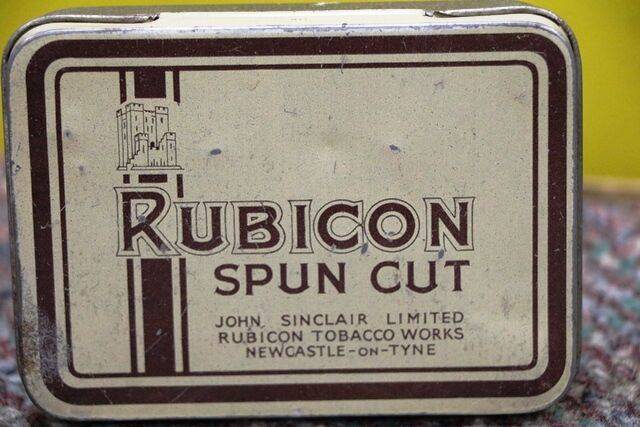 RUBICON
SPUN CUT
JOHN SINCLAIR LIMITED
RUBICON TOBACCO WORKS
NEWCASTLE-ON-TYNE